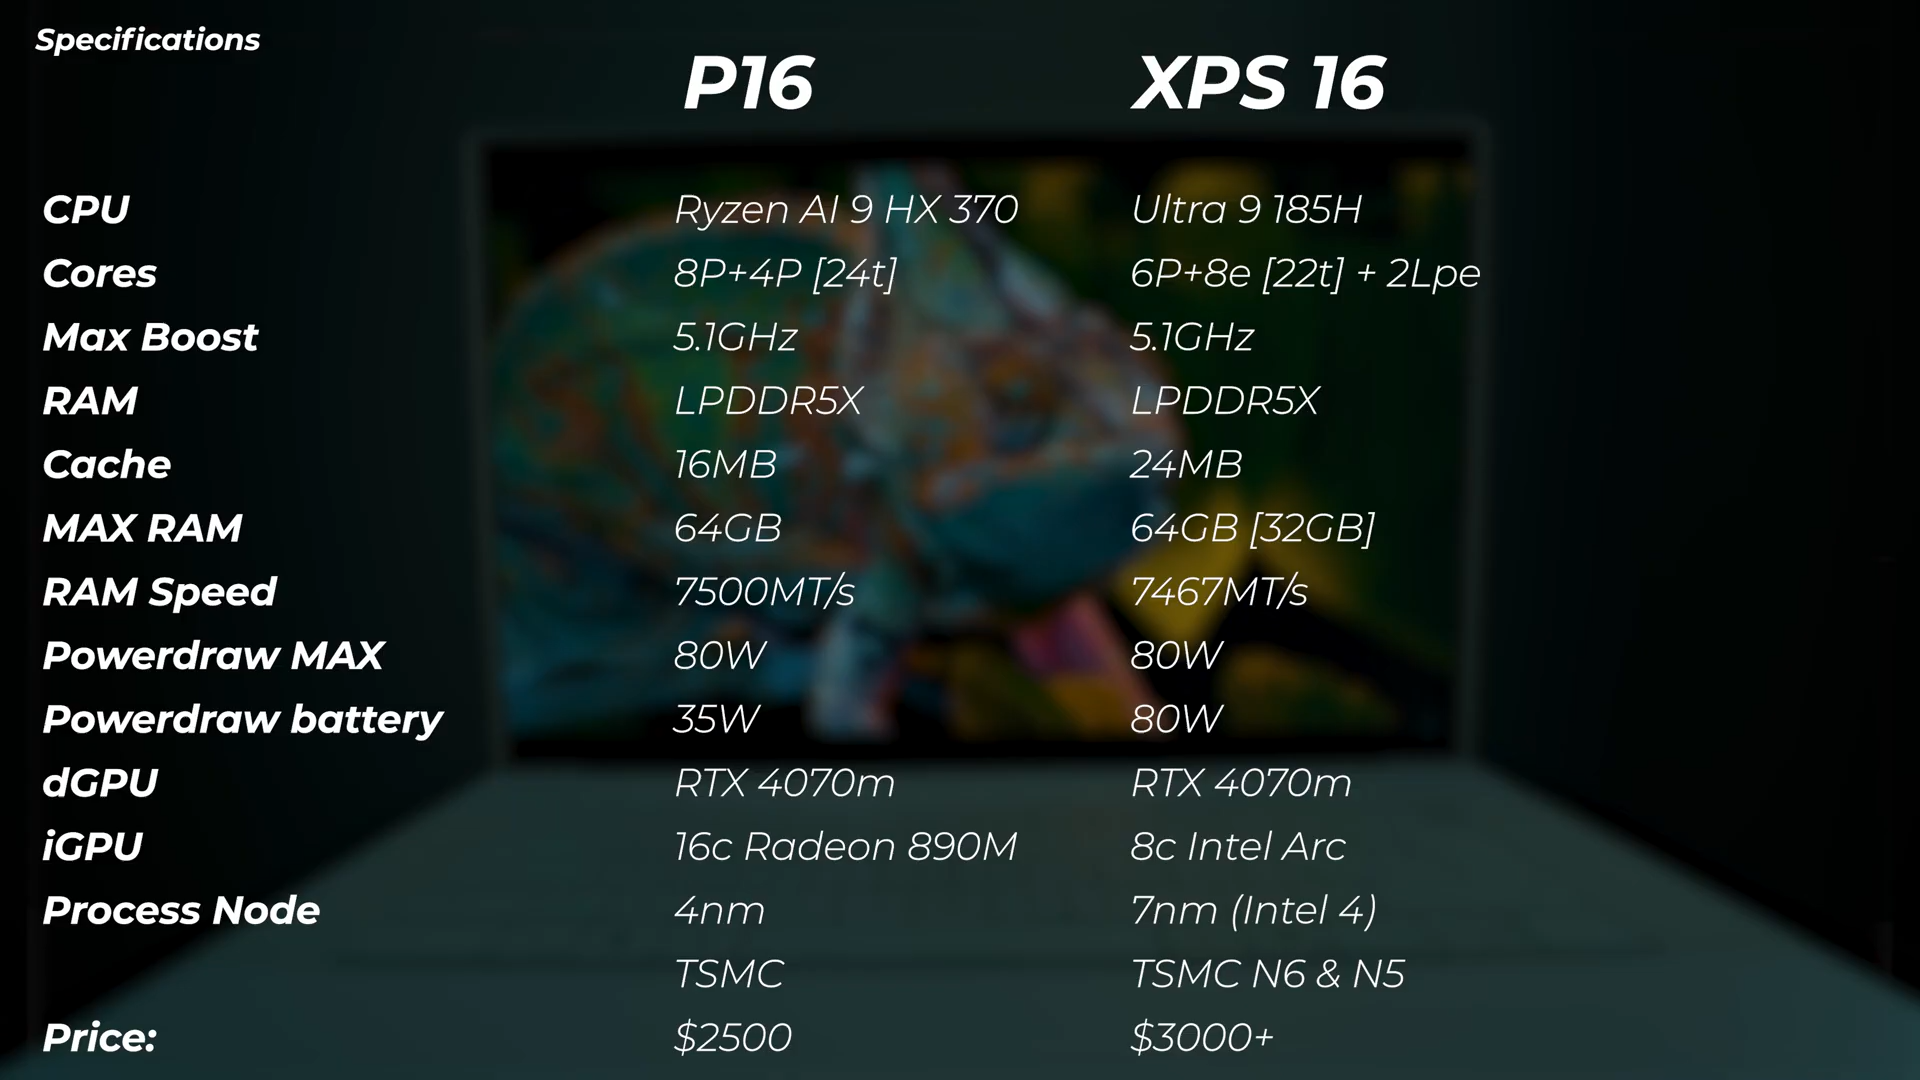 Specifications
P16 XPS 16
CPU Ryzen AI 9 HX 370 Ultra 9 185H
Cores 8P+4P [24t] 6P+8e [22t] + 2Lpe
Max Boost 5.1GHz 5.1GHz
RAM LPDDR5X LPDDR5X
Cache 16MB 24MB
MAX RAM 64GB 64GB [32GB]
RAM Speed 7500MT/s 7467MT/s
Powerdraw MAX 80W 80W
Powerdraw battery 35W 80W
dGPU RTX 4070m RTX 4070m
iGPU 16c Radeon 890M 8c Intel Arc
Process Node 4nm 7nm (Intel 4)
TSMC TSMC N6 & N5
Price: $2500 $3000+